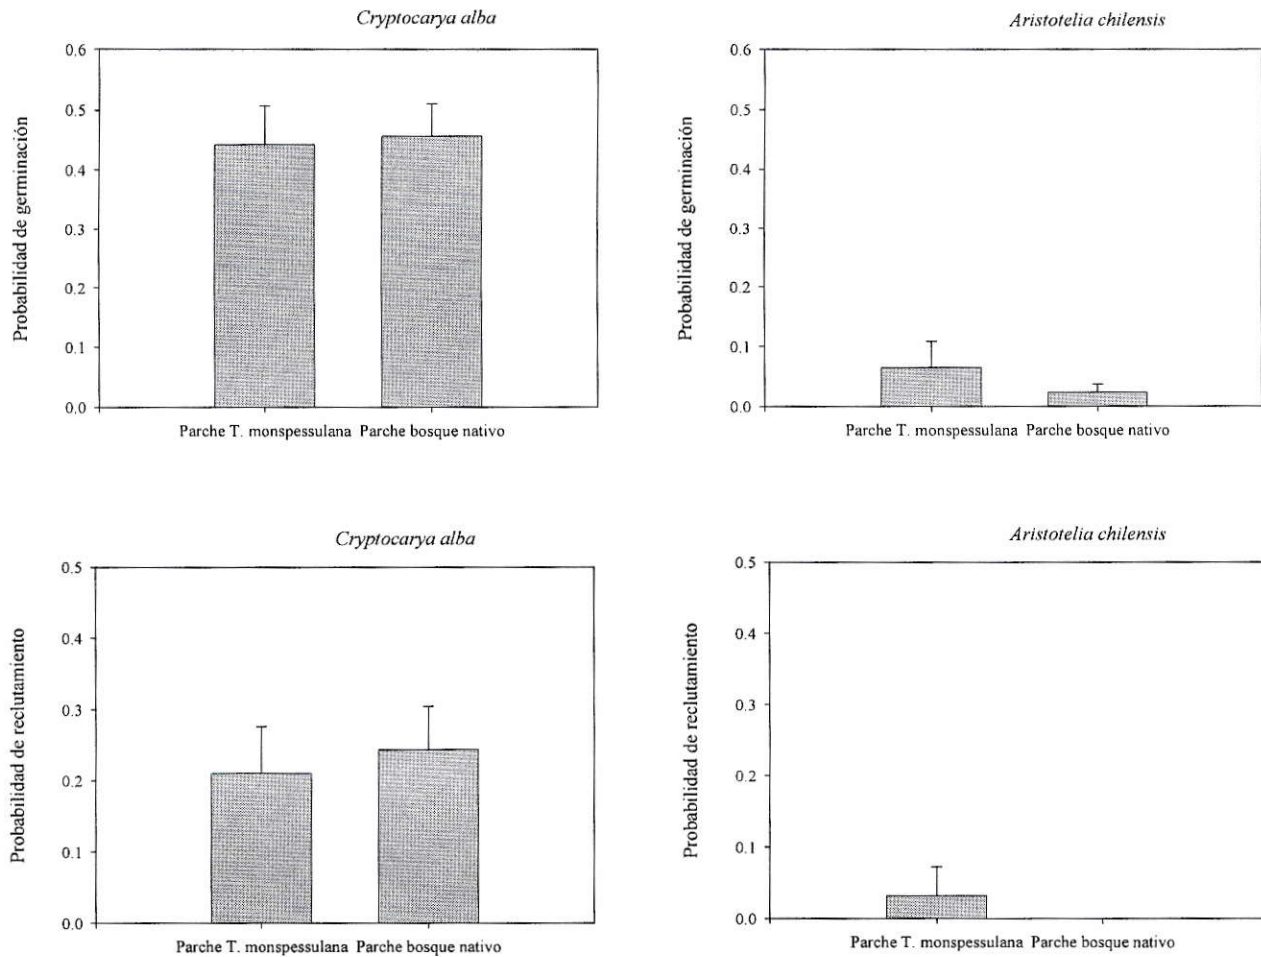 Cryptocarya alba
Probabilidad de germinación
0.6
0.5
0.4
0.3
0.2
0.1
0.0
Parche T. monspessulana Parche bosque nativo
Aristotelia chilensis
Probabilidad de germinación
0.6
0.5
0.4
0.3
0.2
0.1
0.0
Parche T. monspessulana Parche bosque nativo
Cryptocarya alba
Probabilidad de reclutamiento
0.5
0.4
0.3
0.2
0.1
0.0
Parche T. monspessulana Parche bosque nativo
Aristotelia chilensis
Probabilidad de reclutamiento
0.5
0.4
0.3
0.2
0.1
0.0
Parche T. monspessulana Parche bosque nativo